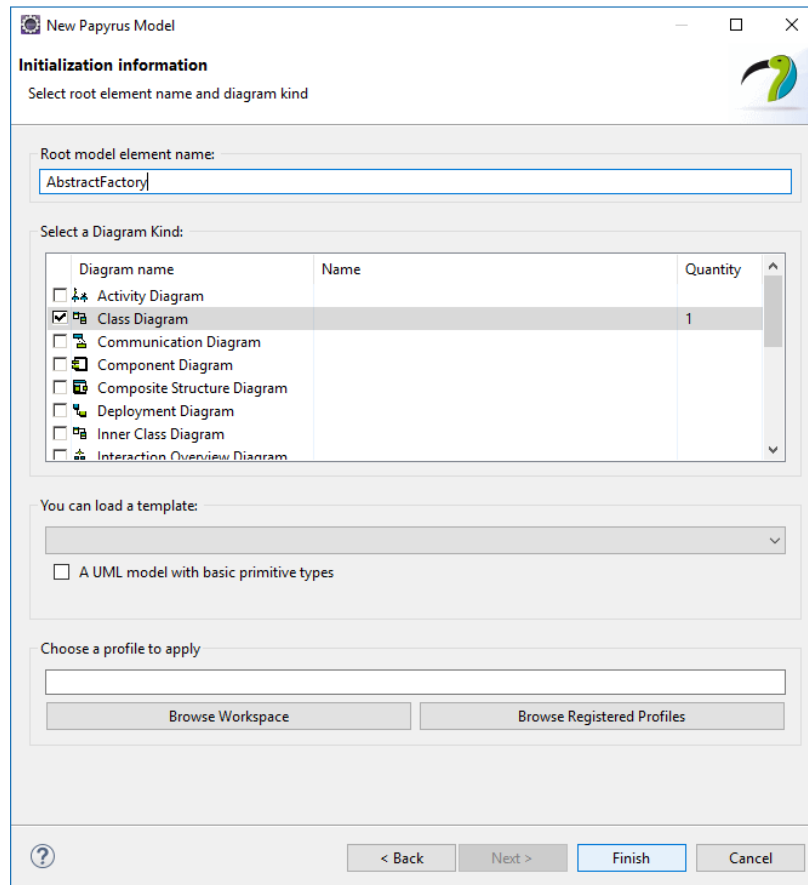 New Papyrus Model
Initialization information
Select root element name and diagram kind
Root model element name:
AbstractFactory
Select a Diagram Kind:
Diagram name Name Quantity
Activity Diagram
Class Diagram 1
Communication Diagram
Component Diagram
Composite Structure Diagram
Deployment Diagram
Inner Class Diagram
Interaction Overview Diagram
You can load a template:
A UML model with basic primitive types
Choose a profile to apply
Browse Workspace Browse Registered Profiles
? < Back Next > Finish Cancel